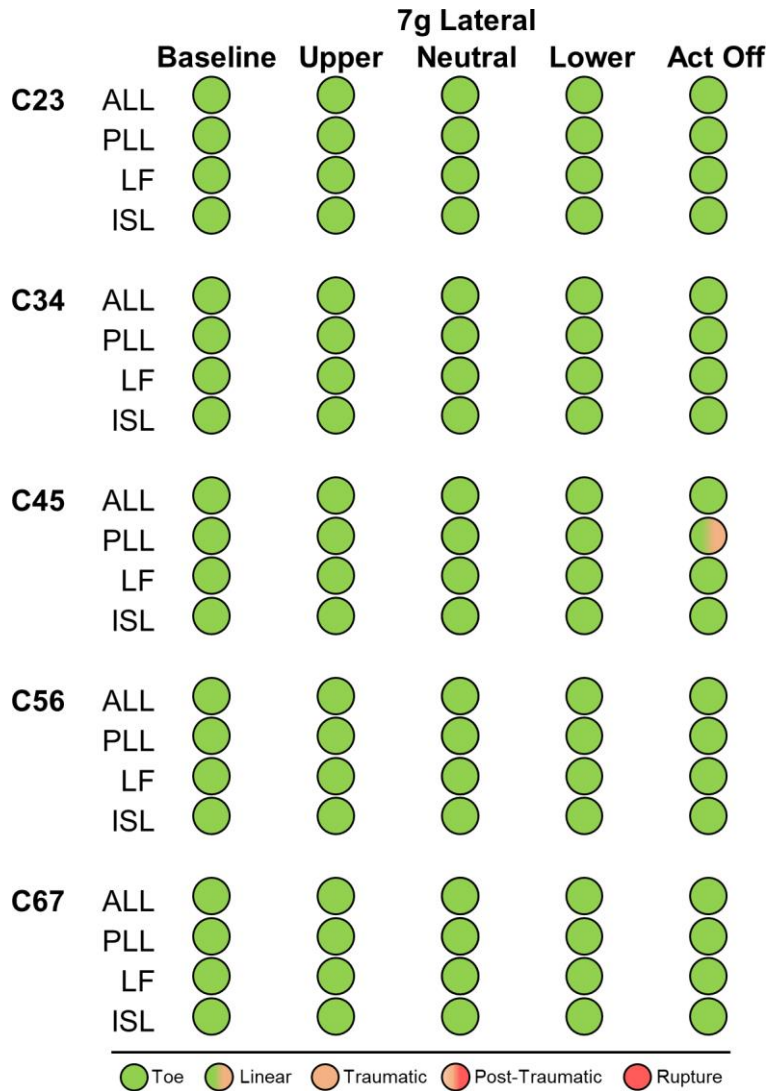 7g Lateral
Baseline Upper Neutral Lower Act Off
C23 ALL
PLL
LF
ISL
C34 ALL
PLL
LF
ISL
C45 ALL
PLL
LF
ISL
C56 ALL
PLL
LF
ISL
C67 ALL
PLL
LF
ISL
Toe Linear Traumatic Post-Traumatic Rupture